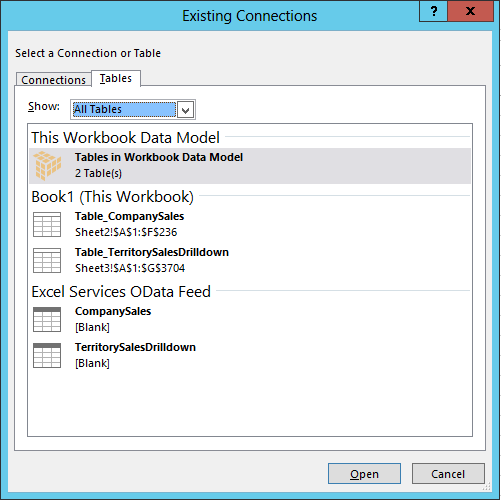 Existing Connections
?
x
Select a Connection or Table
Connections
Tables
Show:
All Tables
This Workbook Data Model
Tables in Workbook Data Model
2 Table(s)
Book1 (This Workbook)
Table_CompanySales
Sheet2!$A$1:$F$236
Table_TerritorySalesDrilldown
Sheet3!$A$1:$G$3704
Excel Services OData Feed
CompanySales
[Blank]
TerritorySalesDrilldown
[Blank]
Open
Cancel